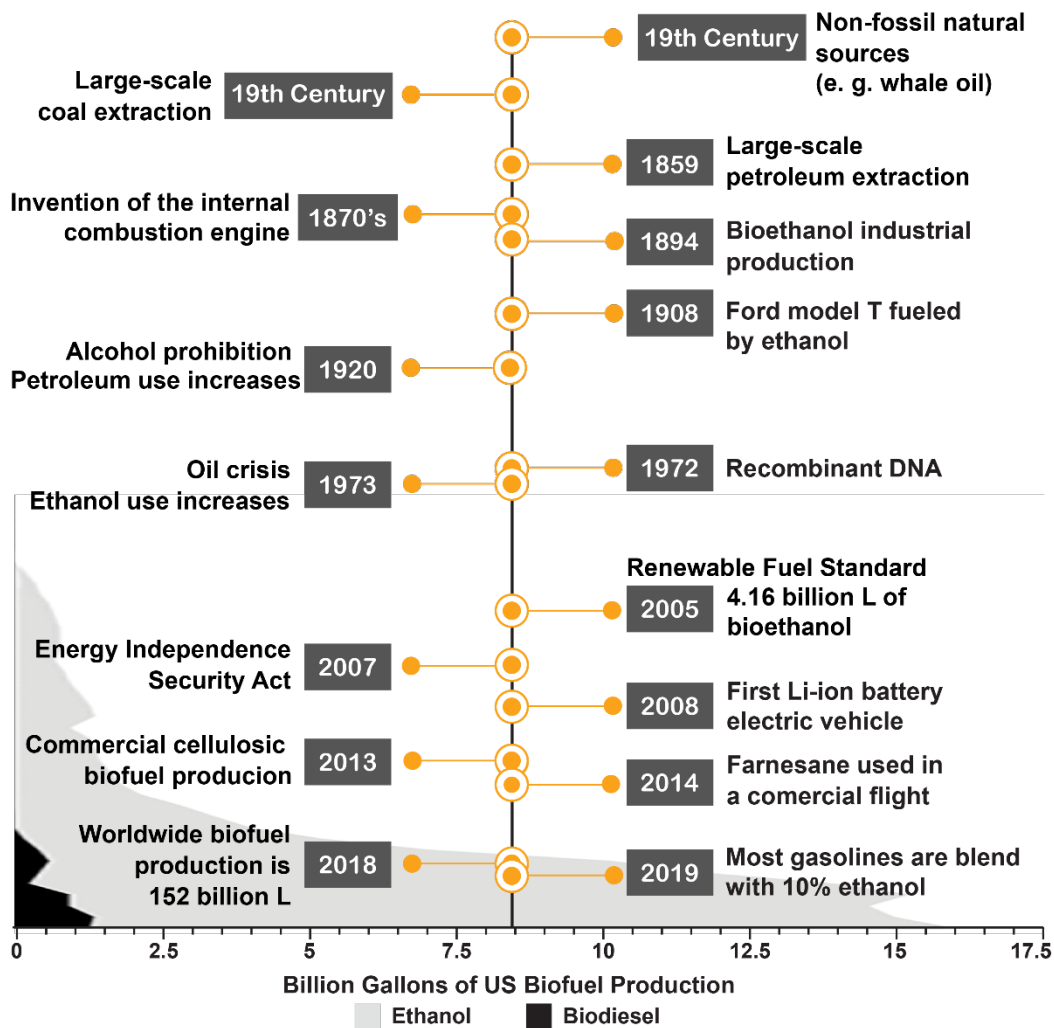 19th Century
Non-fossil natural
sources
(e. g. whale oil)
Large-scale
coal extraction
19th Century
1859
Large-scale
petroleum extraction
Invention of the internal
combustion engine
1870's
1894
Bioethanol industrial
production
1908
Ford model T fueled
by ethanol
Alcohol prohibition
Petroleum use increases
1920
1972
Recombinant DNA
Oil crisis
Ethanol use increases
1973
Renewable Fuel Standard
2005
4.16 billion L of
bioethanol
Energy Independence
Security Act
2007
2008
First Li-ion battery
electric vehicle
Commercial cellulosic
biofuel producion
2013
2014
Farnesane used in
a comercial flight
Worldwide biofuel
production is
152 billion L
2018
2019
Most gasolines are blend
with 10% ethanol
0 2.5 5 7.5 10 12.5 15 17.5
Billion Gallons of US Biofuel Production
Ethanol Biodiesel